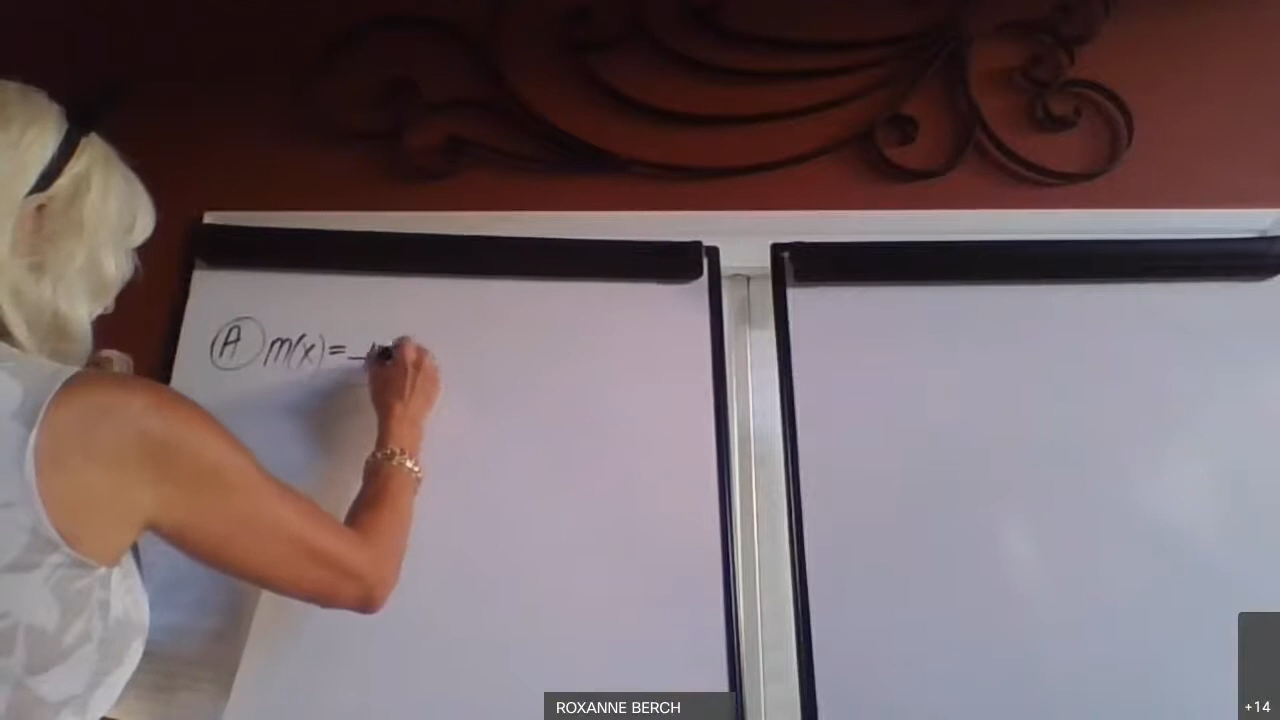 A m(x) = -
ROXANNE BERCH
+14